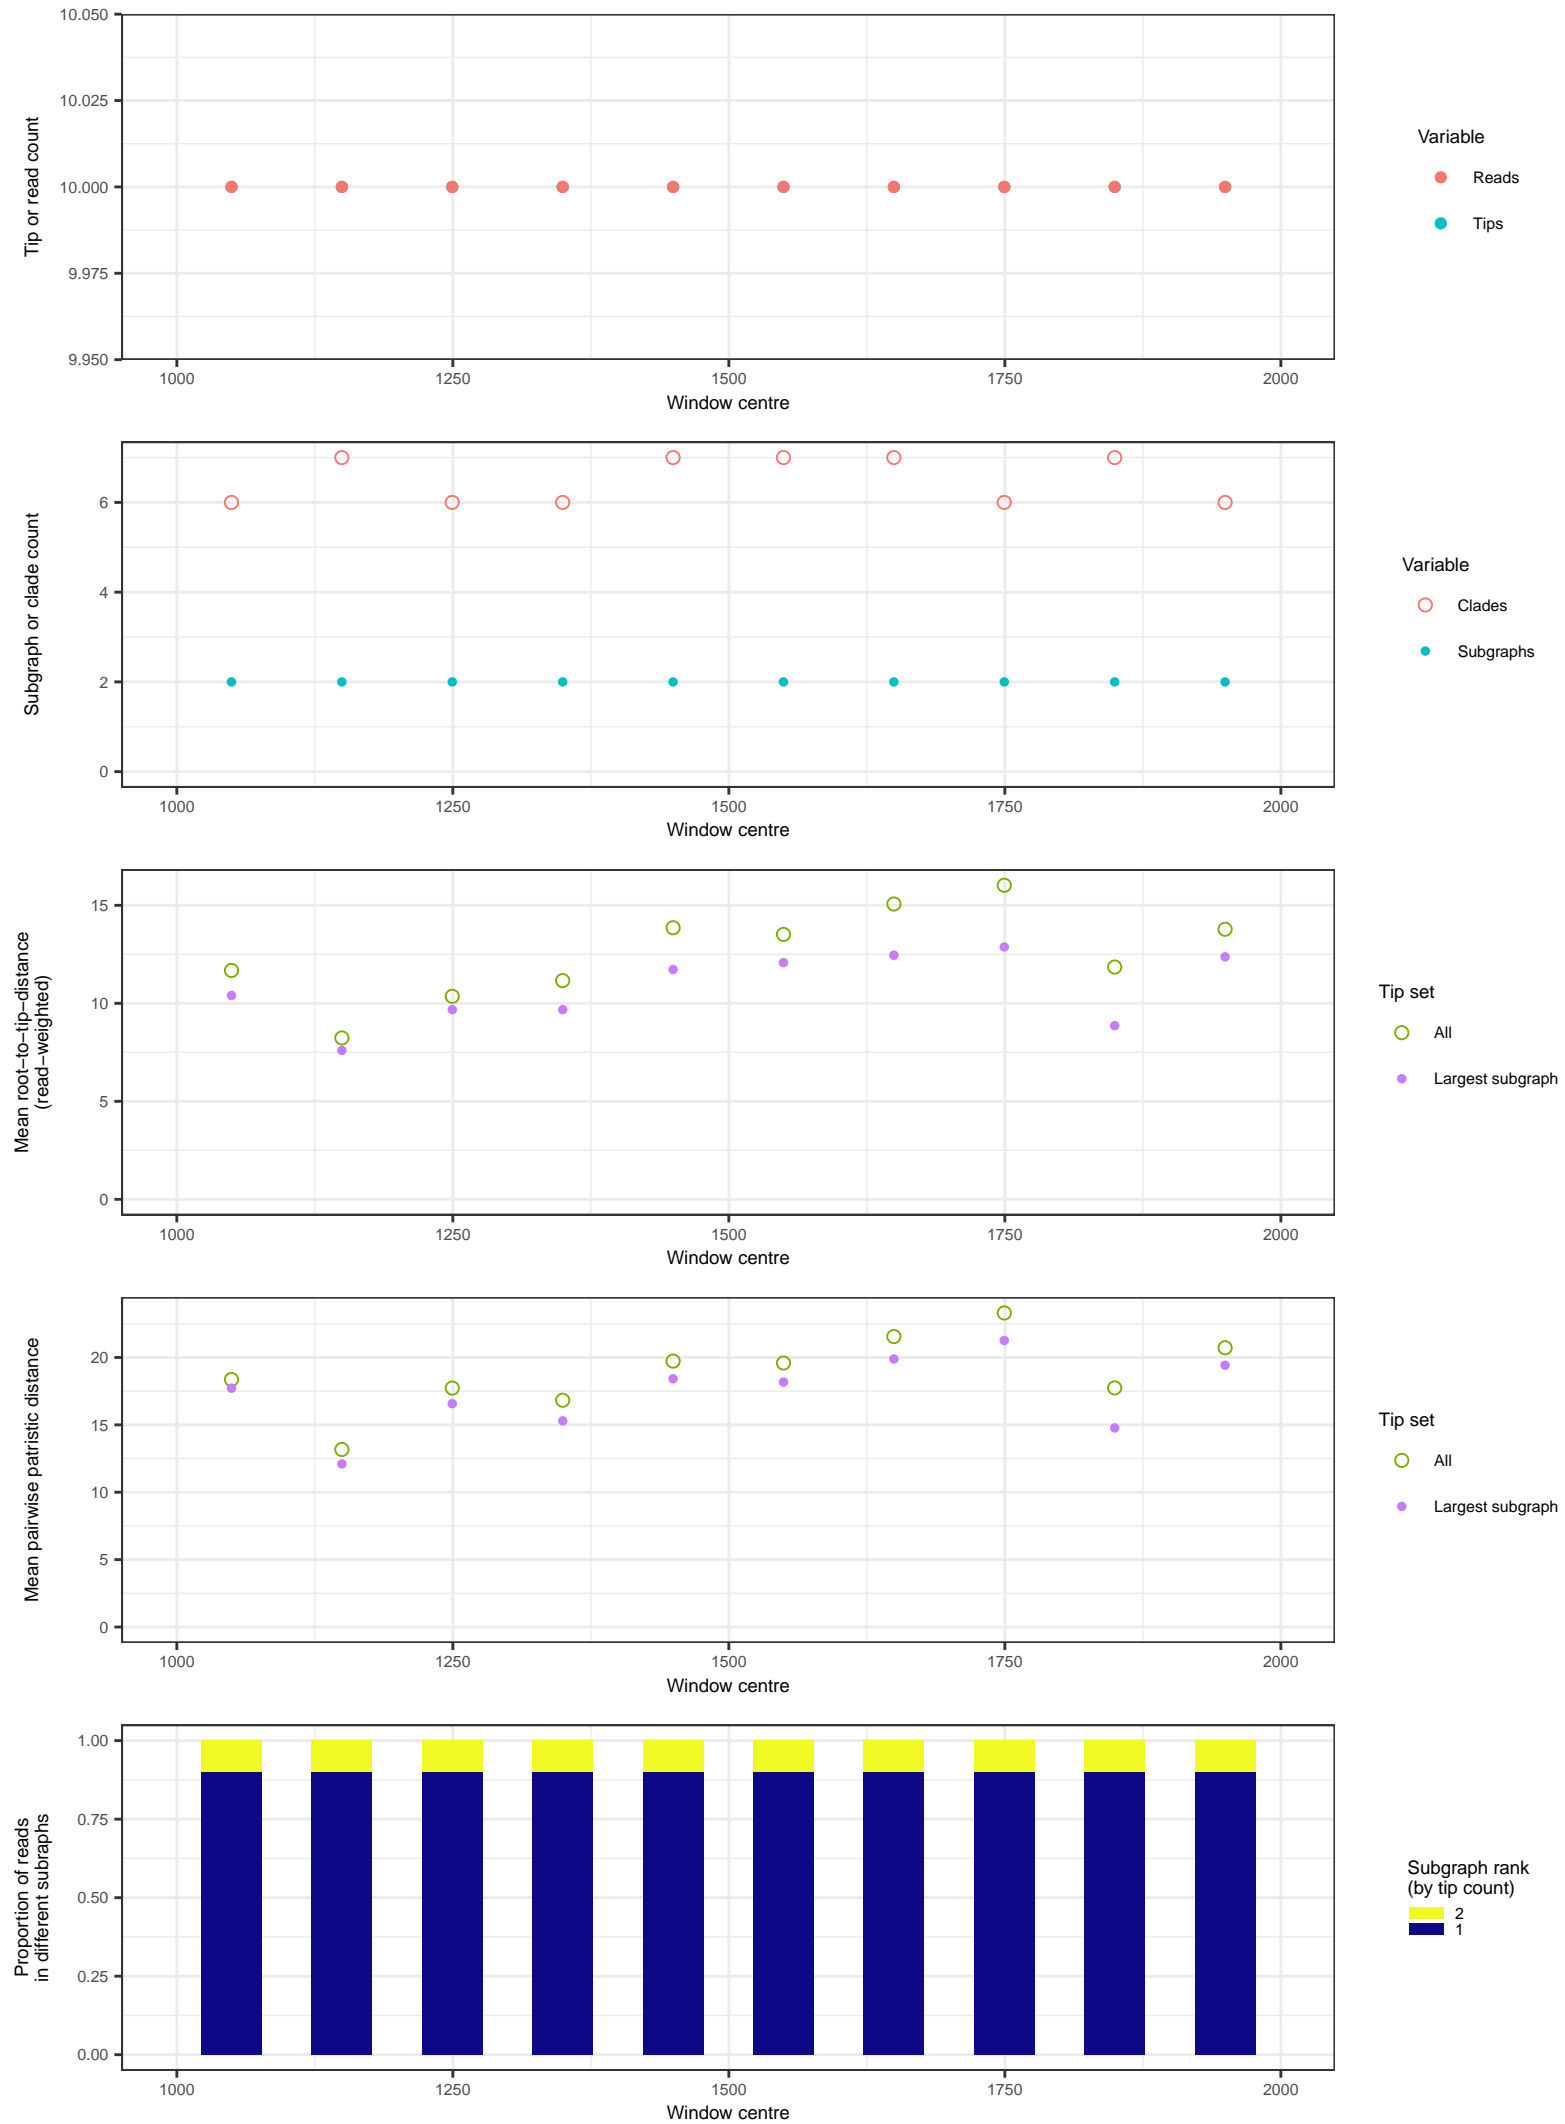 10.050
10.025
10.000
9.975
9.950
Tip or read count
1000 1250 1500 1750 2000
Window centre
Variable
Reads
Tips
6
4
2
0
Subgraph or clade count
1000 1250 1500 1750 2000
Window centre
Variable
Clades
Subgraphs
15
10
5
0
Mean root−to−tip−distance
(read−weighted)
1000 1250 1500 1750 2000
Window centre
Tip set
All
Largest subgraph
20
15
10
5
0
Mean pairwise patristic distance
1000 1250 1500 1750 2000
Window centre
Tip set
All
Largest subgraph
1.00
0.75
0.50
0.25
0.00
Proportion of reads
in different subraphs
1000 1250 1500 1750 2000
Window centre
Subgraph rank
(by tip count)
2
1